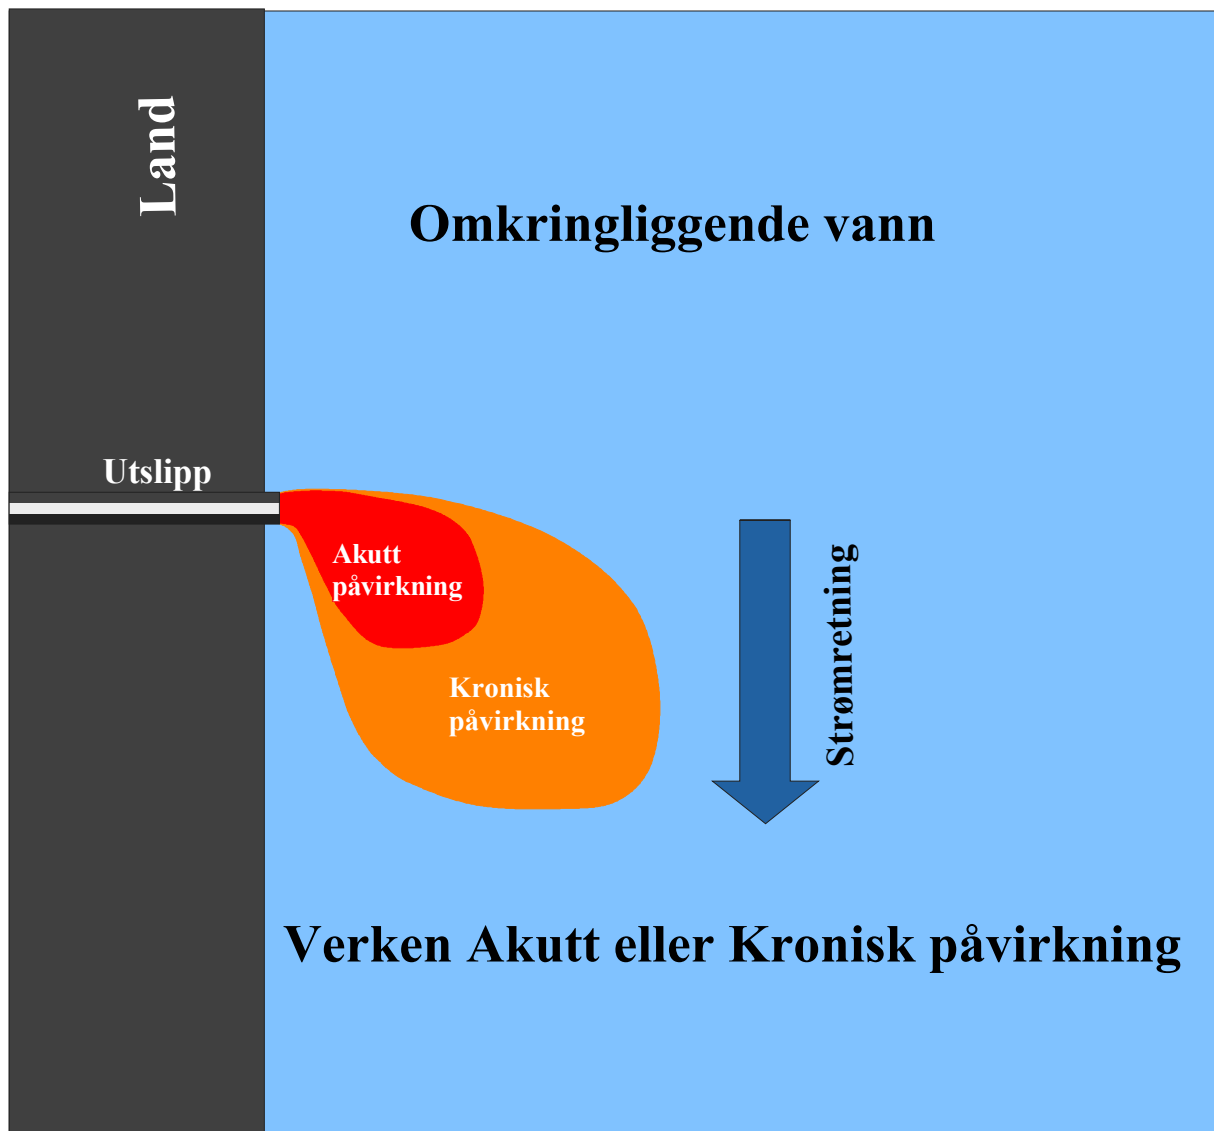 Land
Omkringliggende vann
Utslipp
Akutt
påvirkning
Kronisk
påvirkning
Strømretning
Verken Akutt eller Kronisk påvirkning